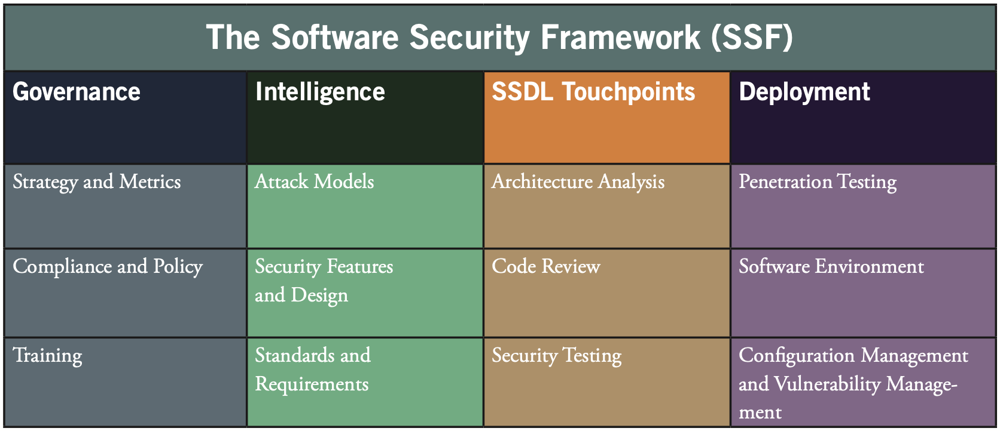 The Software Security Framework (SSF)
Governance
Intelligence
SSDL Touchpoints
Deployment
Strategy and Metrics
Attack Models
Architecture Analysis
Penetration Testing
Compliance and Policy
Security Features
and Design
Code Review
Software Environment
Training
Standards and
Requirements
Security Testing
Configuration Management
and Vulnerability Manage-
ment